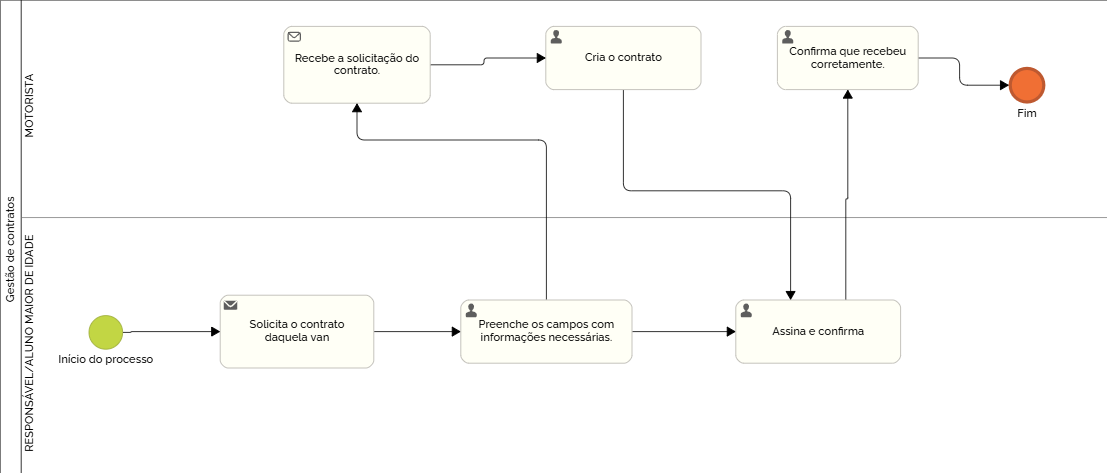 Gestão de contratos
MOTORISTA
Recebe a solicitação do
contrato.
Cria o contrato
Confirma que recebeu
corretamente.
Fim
RESPONSÁVEL/ALUNO MAIOR DE IDADE
Início do processo
Solicita o contrato
daquela van
Preenche os campos com
informações necessárias.
Assina e confirma